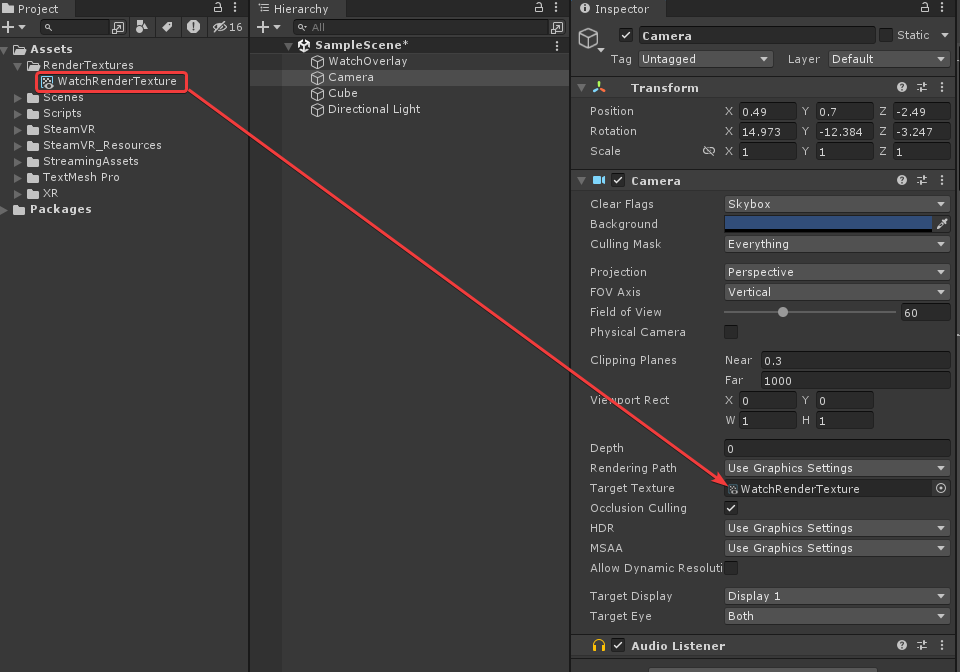 Project
16
Assets
RenderTextures
WatchRenderTexture
Scenes
Scripts
SteamVR
SteamVR_Resources
StreamingAssets
TextMesh Pro
XR
Packages
Hierarchy
All
SampleScene*
WatchOverlay
Camera
Cube
Directional Light
Inspector
Camera Static
Tag Untagged Layer Default
Transform
Position X 0.49 Y 0.7 Z -2.49
Rotation X 14.973 Y -12.384 Z -3.247
Scale X 1 Y 1 Z 1
Camera
Clear Flags Skybox
Background
Culling Mask Everything
Projection Perspective
FOV Axis Vertical
Field of View 60
Physical Camera
Clipping Planes Near 0.3
Far 1000
Viewport Rect X 0 Y 0
W 1 H 1
Depth 0
Rendering Path Use Graphics Settings
Target Texture WatchRenderTexture
Occlusion Culling
HDR Use Graphics Settings
MSAA Use Graphics Settings
Allow Dynamic Resoluti
Target Display Display 1
Target Eye Both
Audio Listener